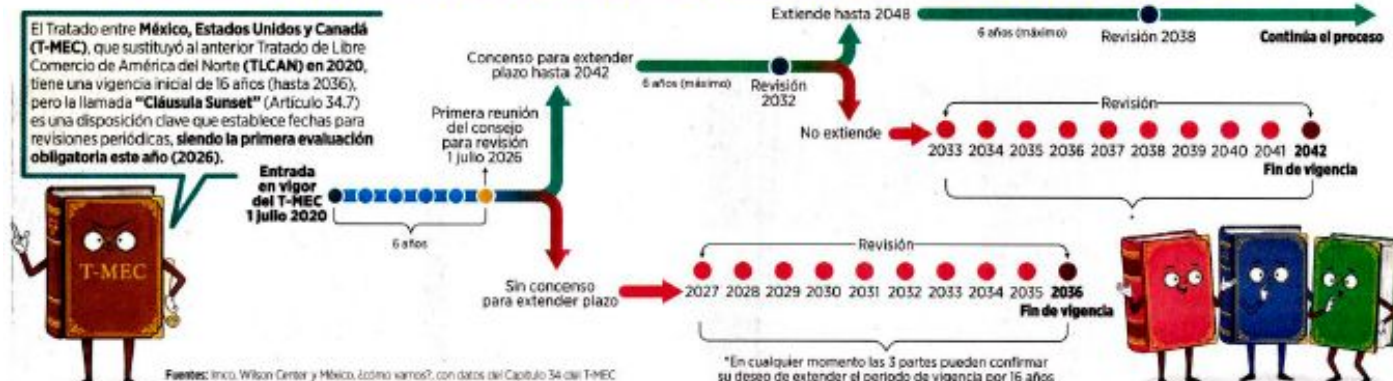 El Tratado entre México, Estados Unidos y Canadá
(T-MEC), que sustituyó al anterior Tratado de Libre
Comercio de América del Norte (TLCAN) en 2020,
tiene una vigencia inicial de 16 años (hasta 2036),
pero la llamada "Cláusula Sunset" (Artículo 34.7)
es una disposición clave que establece fechas para
revisiones periódicas, siendo la primera evaluación
obligatoria este año (2026).
T-MEC
Entrada
en vigor
del T-MEC
1 julio 2020
6 años
Primera reunión
del consejo
para revisión
1 julio 2026
Concenso para extender
plazo hasta 2042
6 años (máximo)
Revisión
2032
Extiende hasta 2048
6 años (máximo)
Revisión 2038
Continúa el proceso
No extiende
Revisión
2033 2034 2035 2036 2037 2038 2039 2040 2041 2042
Fin de vigencia
Sin concenso
para extender plazo
Revisión
2027 2028 2029 2030 2031 2032 2033 2034 2035 2036
Fin de vigencia
*En cualquier momento las 3 partes pueden confirmar
su deseo de extender el periodo de vigencia por 16 años
Fuentes: Imco, Wilson Center y México, ¿cómo vamos?, con datos del Capítulo 34 del T-MEC